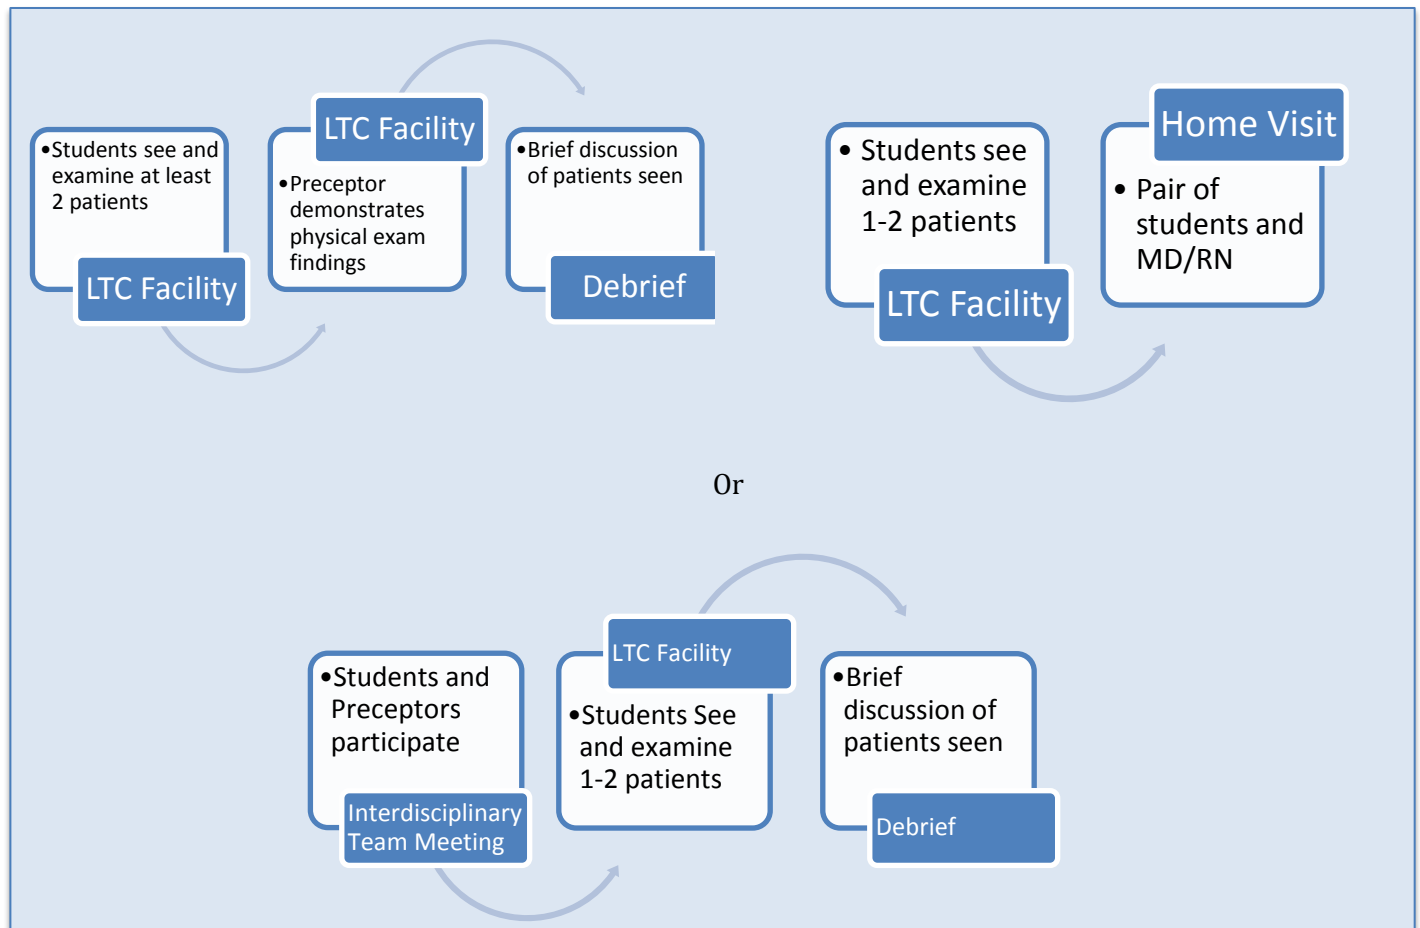 •Students see and
examine at least
2 patients
LTC Facility
LTC Facility
•Preceptor
demonstrates
physical exam
findings
•Brief discussion
of patients seen
Debrief
• Students see
and examine
1-2 patients
LTC Facility
Home Visit
• Pair of
students and
MD/RN
Or
•Students and
Preceptors
participate
Interdisciplinary
Team Meeting
LTC Facility
•Students See
and examine
1-2 patients
•Brief
discussion of
patients seen
Debrief